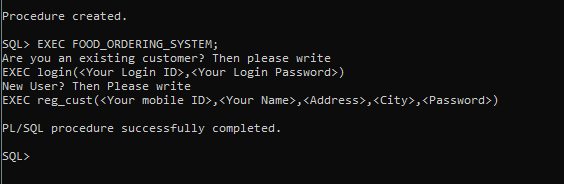 Procedure created.
SQL> EXEC FOOD_ORDERING_SYSTEM;
Are you an existing customer? Then please write
EXEC login(<Your Login ID>,<Your Login Password>)
New User? Then Please write
EXEC reg_cust(<Your mobile ID>,<Your Name>,<Address>,<City>,<Password>)
PL/SQL procedure successfully completed.
SQL>